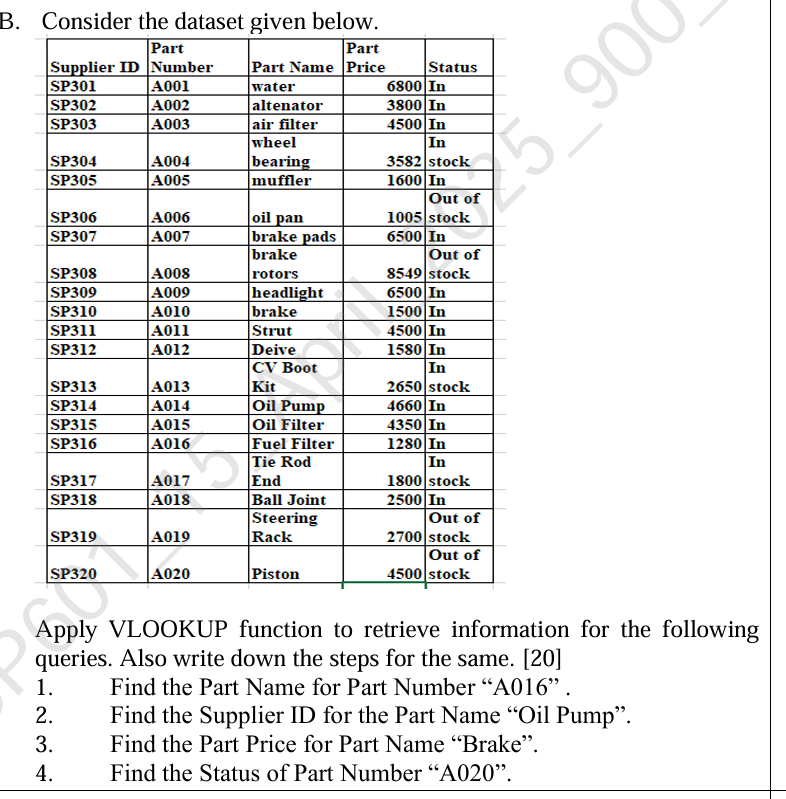 B. Consider the dataset given below.
Supplier ID Part Number Part Name Part Price Status
SP301 A001 water 6800 In
SP302 A002 altenator 3800 In
SP303 A003 air filter 4500 In
SP304 A004 wheel bearing 3582 In stock
SP305 A005 muffler 1600 In
SP306 A006 oil pan 1005 Out of stock
SP307 A007 brake pads 6500 In
SP308 A008 brake rotors 8549 Out of stock
SP309 A009 headlight 6500 In
SP310 A010 brake 1500 In
SP311 A011 Strut 4500 In
SP312 A012 Deive 1580 In
SP313 A013 CV Boot Kit 2650 In stock
SP314 A014 Oil Pump 4660 In
SP315 A015 Oil Filter 4350 In
SP316 A016 Fuel Filter 1280 In
SP317 A017 Tie Rod End 1800 In stock
SP318 A018 Ball Joint 2500 In
SP319 A019 Steering Rack 2700 Out of stock
SP320 A020 Piston 4500 Out of stock
Apply VLOOKUP function to retrieve information for the following
queries. Also write down the steps for the same. [20]
1. Find the Part Name for Part Number “A016” .
2. Find the Supplier ID for the Part Name “Oil Pump”.
3. Find the Part Price for Part Name “Brake”.
4. Find the Status of Part Number “A020”.